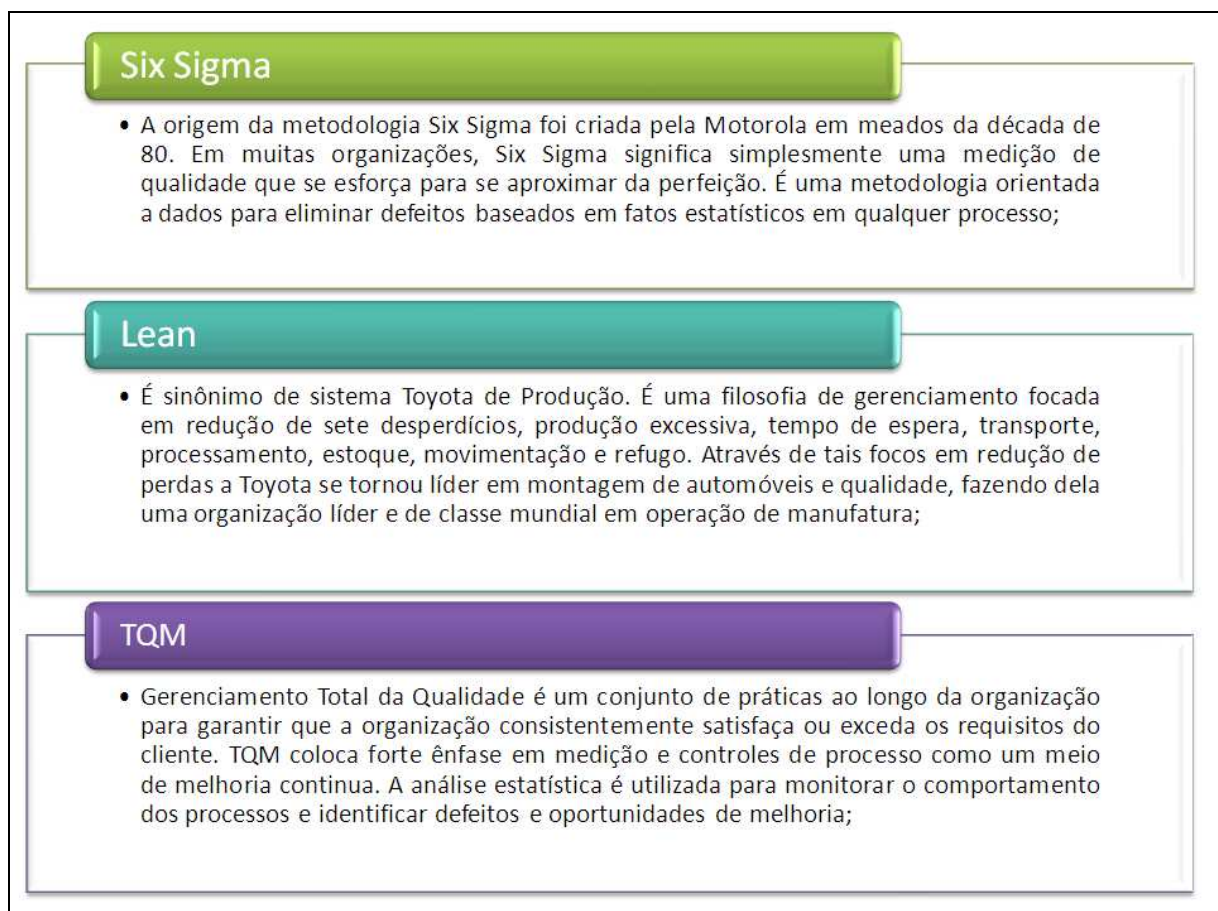 Six Sigma
• A origem da metodologia Six Sigma foi criada pela Motorola em meados da década de
80. Em muitas organizações, Six Sigma significa simplesmente uma medição de
qualidade que se esforça para se aproximar da perfeição. É uma metodologia orientada
a dados para eliminar defeitos baseados em fatos estatísticos em qualquer processo;
Lean
• É sinônimo de sistema Toyota de Produção. É uma filosofia de gerenciamento focada
em redução de sete desperdícios, produção excessiva, tempo de espera, transporte,
processamento, estoque, movimentação e refugo. Através de tais focos em redução de
perdas a Toyota se tornou líder em montagem de automóveis e qualidade, fazendo dela
uma organização líder e de classe mundial em operação de manufatura;
TQM
• Gerenciamento Total da Qualidade é um conjunto de práticas ao longo da organização
para garantir que a organização consistentemente satisfaça ou exceda os requisitos do
cliente. TQM coloca forte ênfase em medição e controles de processo como um meio
de melhoria continua. A análise estatística é utilizada para monitorar o comportamento
dos processos e identificar defeitos e oportunidades de melhoria;